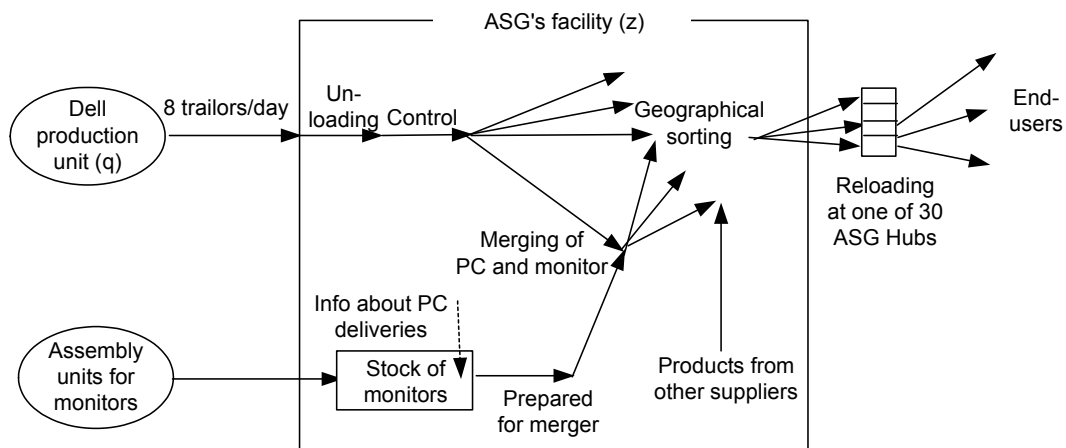 ASG's facility (z)
Dell
production
unit (q)
8 trailors/day
Un-
loading
Control
Geographical
sorting
End-
users
Reloading
at one of 30
ASG Hubs
Merging of
PC and monitor
Info about PC
deliveries
Assembly
units for
monitors
Stock of
monitors
Prepared
for merger
Products from
other suppliers